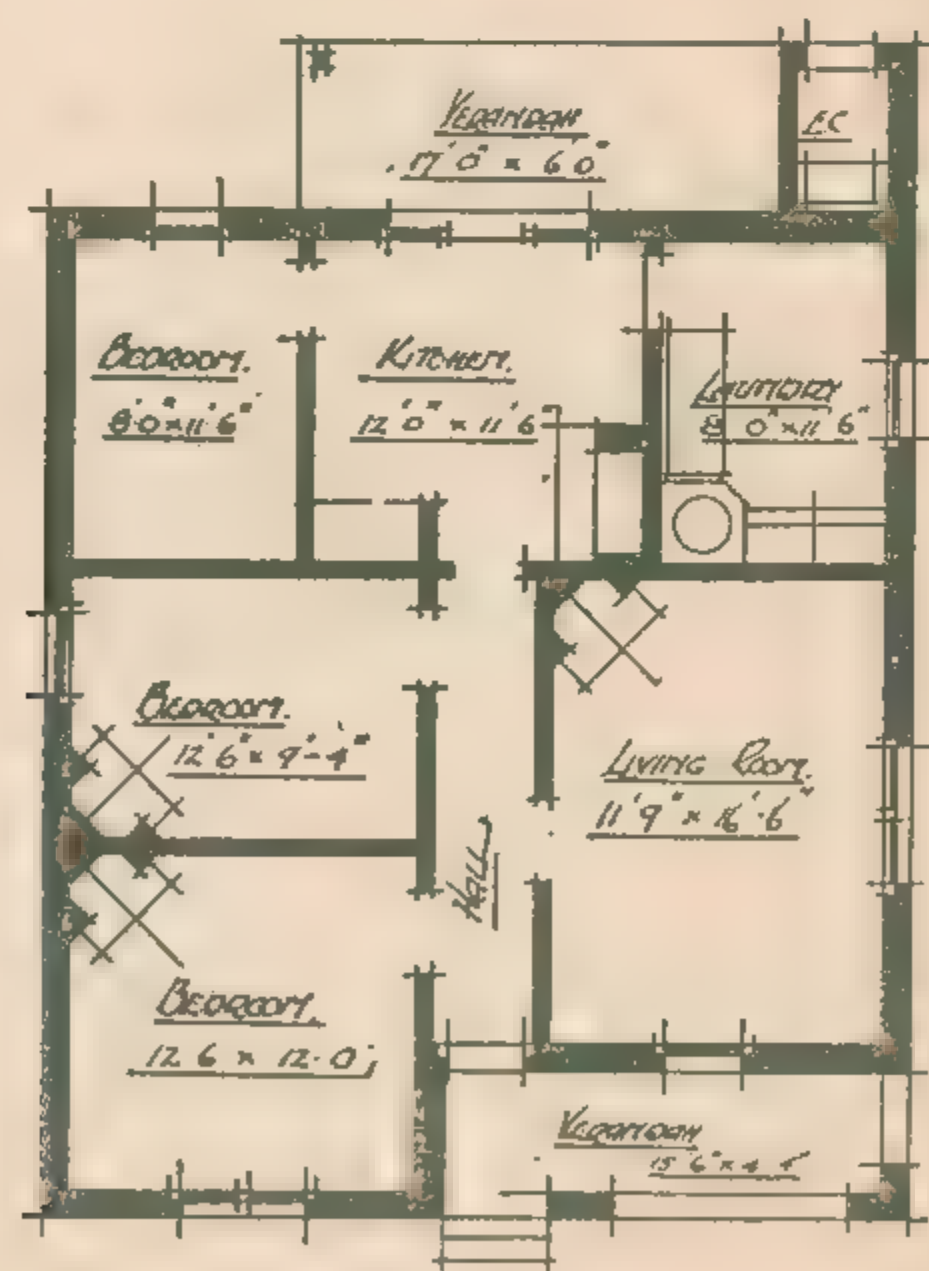 VERANDAH
17'0" x 6'0"
E.C
BEDROOM.
8'0" x 11'6"
KITCHEN.
12'0" x 11'6
LAUNDRY
8'0" x 11'6"
BEDROOM.
12'6" x 9'-4"
LIVING ROOM.
11'9" x 16'.6"
HALL
BEDROOM.
12 6 x 12.0
VERANDAH
15'6" x 4